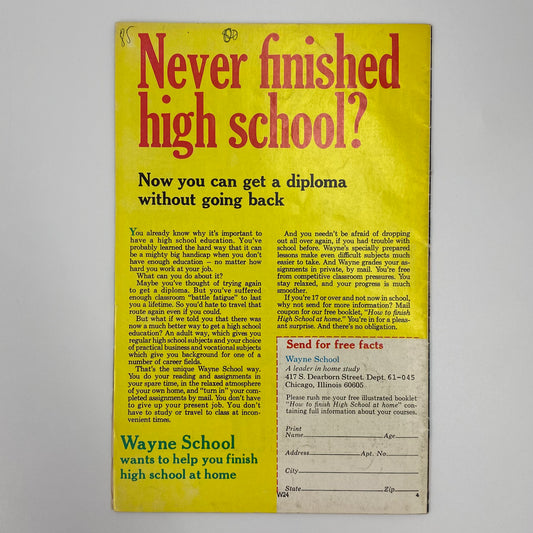 85
Never finished
high school?
Now you can get a diploma
without going back
You already know why it's important to
have a high school education. You've
probably learned the hard way that it can
be a mighty big handicap when you don't
have enough education – no matter how
hard you work at your job.
What can you do about it?
Maybe you've thought of trying again
to get a diploma. But you've suffered
enough classroom "battle fatigue" to last
you a lifetime. So you'd hate to travel that
route again even if you could.
But what if we told you that there was
now a much better way to get a high school
education? An adult way, which gives you
regular high school subjects and your choice
of practical business and vocational subjects
which give you background for one of a
number of career fields.
That's the unique Wayne School way.
You do your reading and assignments in
your spare time, in the relaxed atmosphere
of your own home, and "turn in" your com-
pleted assignments by mail. You don't have
to give up your present job. You don't
have to study or travel to class at incon-
venient times.
Wayne School
wants to help you finish
high school at home
And you needn't be afraid of dropping
out all over again, if you had trouble with
school before. Wayne's specially prepared
lessons make even difficult subjects much
easier to take. And Wayne grades your as-
signments in private, by mail. You're free
from competitive classroom pressures. You
stay relaxed, and your progress is much
smoother.
If you're 17 or over and not now in school,
why not send for more information? Mail
coupon for our free booklet, "How to finish
High School at home." You're in for a pleas-
ant surprise. And there's no obligation.
Send for free facts
Wayne School
A leader in home study
417 S. Dearborn Street, Dept. 61-045
Chicago, Illinois 60605
Please rush me your free illustrated booklet
"How to finish High School at home" con-
taining full information about your courses.
Print
Name Age
Address Apt. No.
City
State Zip
W24 4